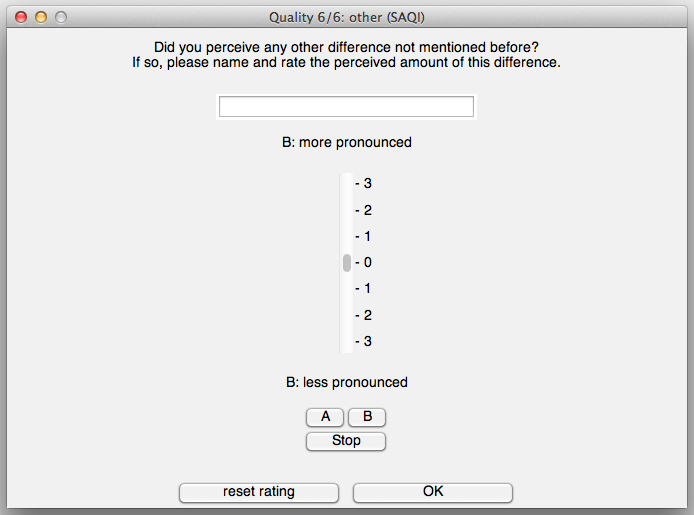 Quality 6/6: other (SAQI)
Did you perceive any other difference not mentioned before?
If so, please name and rate the perceived amount of this difference.
B: more pronounced
- 3
- 2
- 1
- 0
- 1
- 2
- 3
B: less pronounced
A B
Stop
reset rating OK